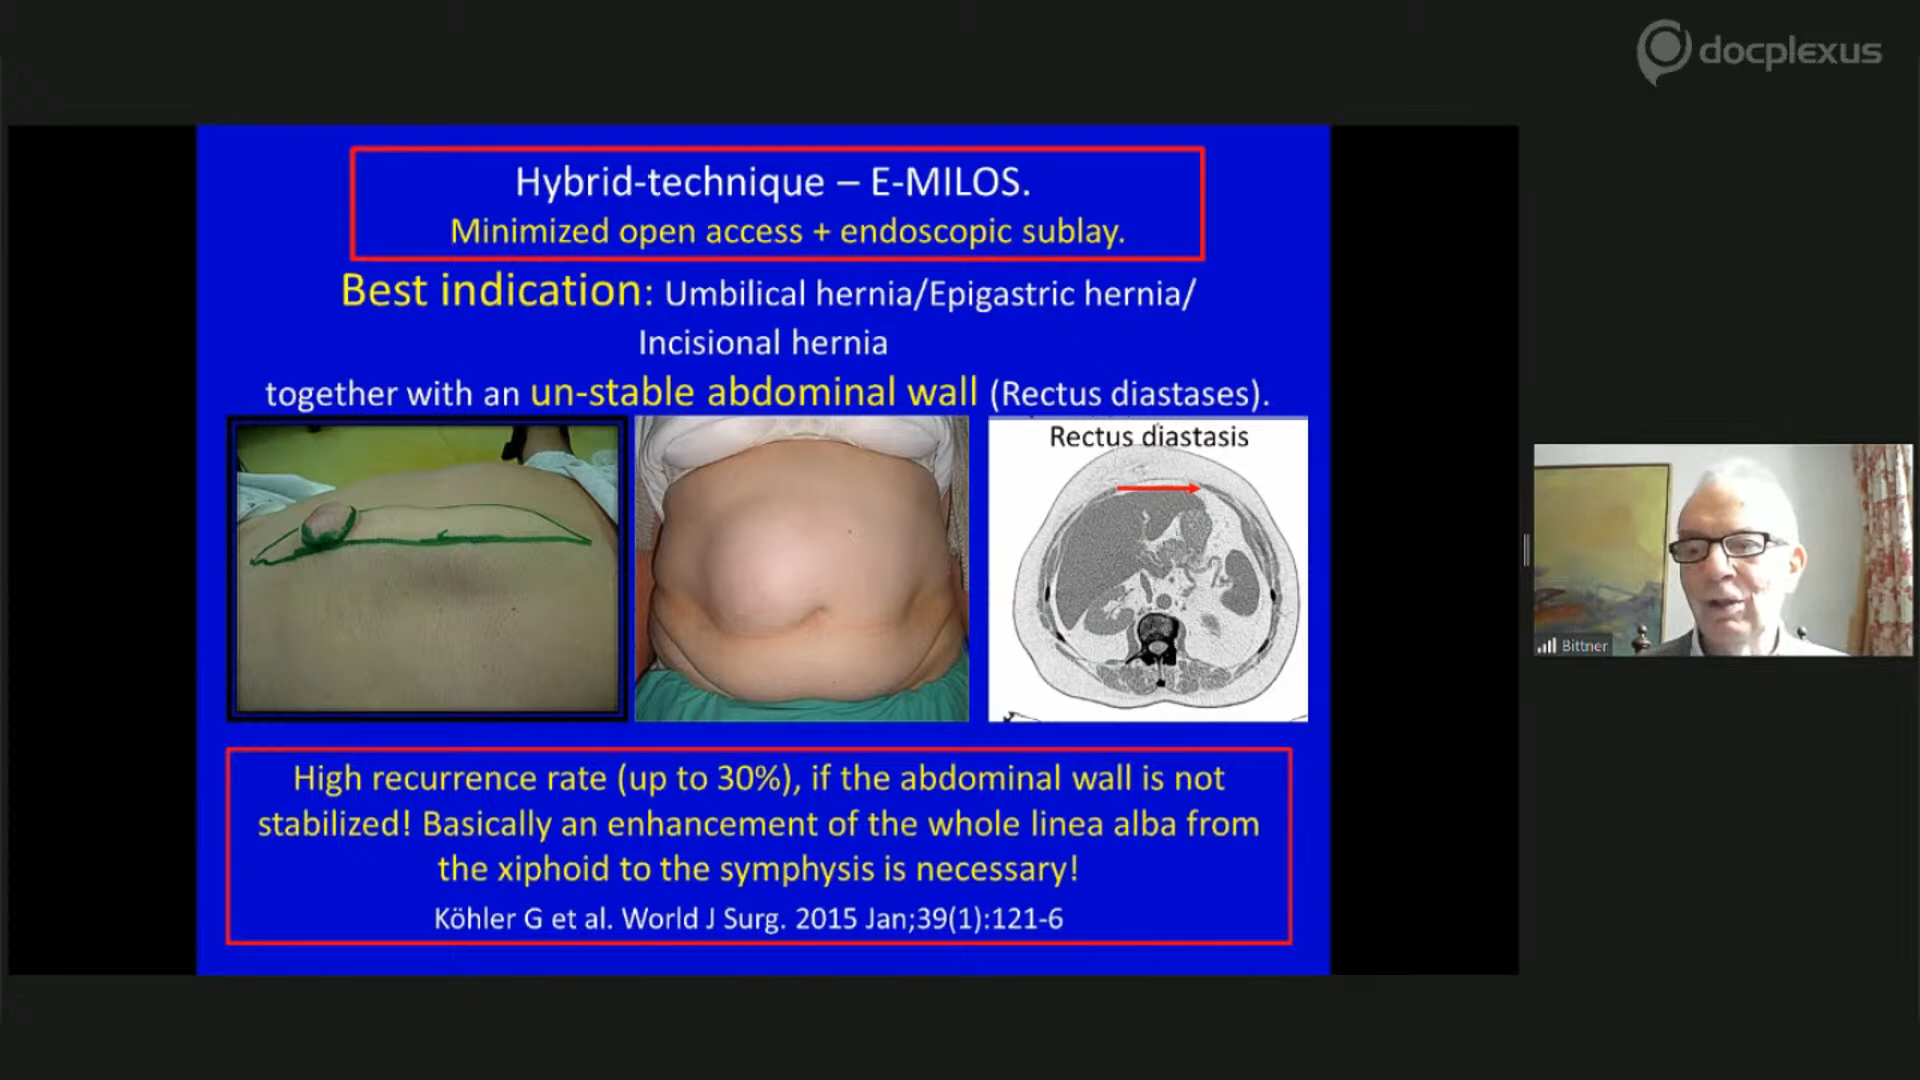 docplexus
Hybrid-technique – E-MILOS.
Minimized open access + endoscopic sublay.
Best indication: Umbilical hernia/Epigastric hernia/
Incisional hernia
together with an un-stable abdominal wall (Rectus diastases).
Rectus diastasis
High recurrence rate (up to 30%), if the abdominal wall is not
stabilized! Basically an enhancement of the whole linea alba from
the xiphoid to the symphysis is necessary!
Köhler G et al. World J Surg. 2015 Jan;39(1):121-6
Bittner